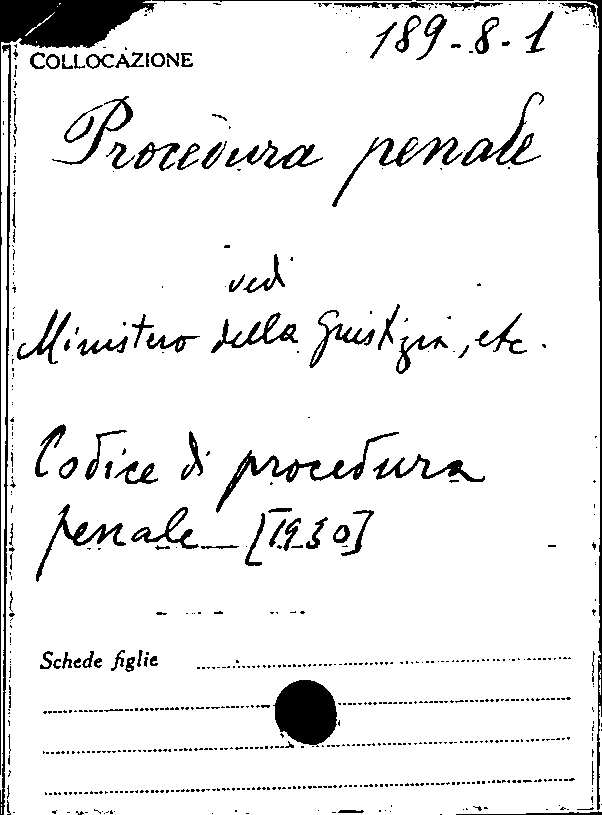 189-8-1
COLLOCAZIONE
Procedura penale
vedi
Ministero della Giustizia, etc.
Codice di procedura
penale [1930]
Schede figlie